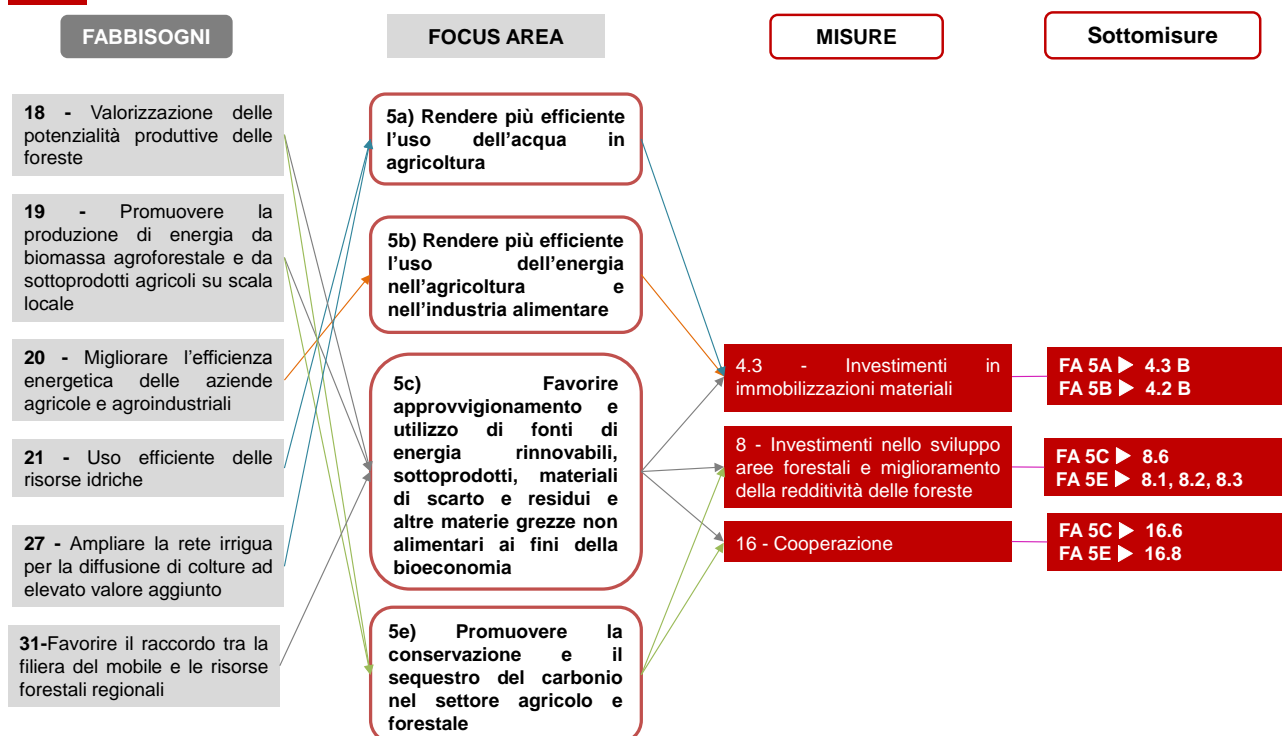 FABBISOGNI
FOCUS AREA
MISURE
Sottomisure
18 - Valorizzazione delle
potenzialità produttive delle
foreste
19 - Promuovere la
produzione di energia da
biomassa agroforestale e da
sottoprodotti agricoli su scala
locale
20 - Migliorare l'efficienza
energetica delle aziende
agricole e agroindustriali
21 - Uso efficiente delle
risorse idriche
27 - Ampliare la rete irrigua
per la diffusione di colture ad
elevato valore aggiunto
31-Favorire il raccordo tra la
filiera del mobile e le risorse
forestali regionali
5a) Rendere più efficiente
l'uso dell'acqua in
agricoltura
5b) Rendere più efficiente
l'uso dell'energia
nell'agricoltura e
nell'industria alimentare
5c) Favorire
approvvigionamento e
utilizzo di fonti di
energia rinnovabili,
sottoprodotti, materiali
di scarto e residui e
altre materie grezze non
alimentari ai fini della
bioeconomia
5e) Promuovere la
conservazione e il
sequestro del carbonio
nel settore agricolo e
forestale
4.3 - Investimenti in
immobilizzazioni materiali
8 - Investimenti nello sviluppo
aree forestali e miglioramento
della redditività delle foreste
16 - Cooperazione
FA 5A ▶ 4.3 B
FA 5B ▶ 4.2 B
FA 5C ▶ 8.6
FA 5E ▶ 8.1, 8.2, 8.3
FA 5C ▶ 16.6
FA 5E ▶ 16.8